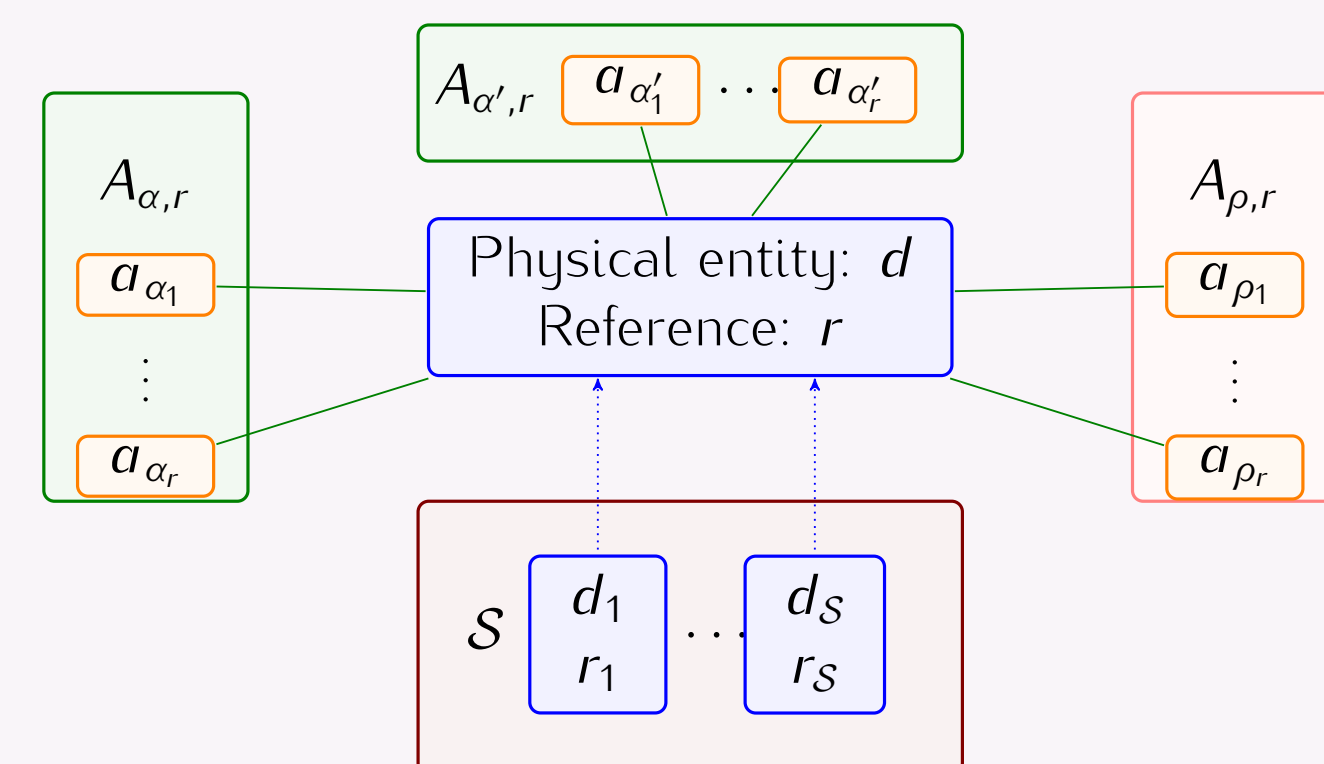 A_{α′,r} a_{α′_1} ... a_{α′_r}
A_{α,r}
a_{α_1}
⋮
a_{α_r}
Physical entity: d
Reference: r
A_{ρ,r}
a_{ρ_1}
⋮
a_{ρ_r}
𝒮
d_1
r_1
...
d_𝒮
r_𝒮